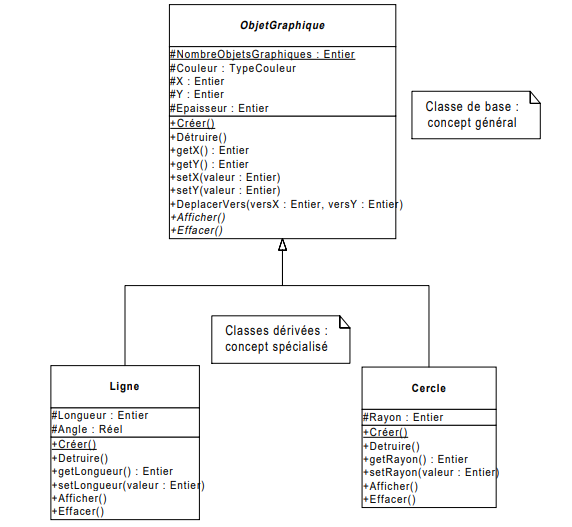 ObjetGraphique
#NombreObjetsGraphiques : Entier
#Couleur : TypeCouleur
#X : Entier
#Y : Entier
#Epaisseur : Entier
+Créer()
+Détruire()
+getX() : Entier
+getY() : Entier
+setX(valeur : Entier)
+setY(valeur : Entier)
+DeplacerVers(versX : Entier, versY : Entier)
+Afficher()
+Effacer()
Classe de base :
concept général
Classes dérivées :
concept spécialisé
Ligne
#Longueur : Entier
#Angle : Réel
+Créer()
+Detruire()
+getLongueur() : Entier
+setLongueur(valeur : Entier)
+Afficher()
+Effacer()
Cercle
#Rayon : Entier
+Créer()
+Detruire()
+getRayon() : Entier
+setRayon(valeur : Entier)
+Afficher()
+Effacer()